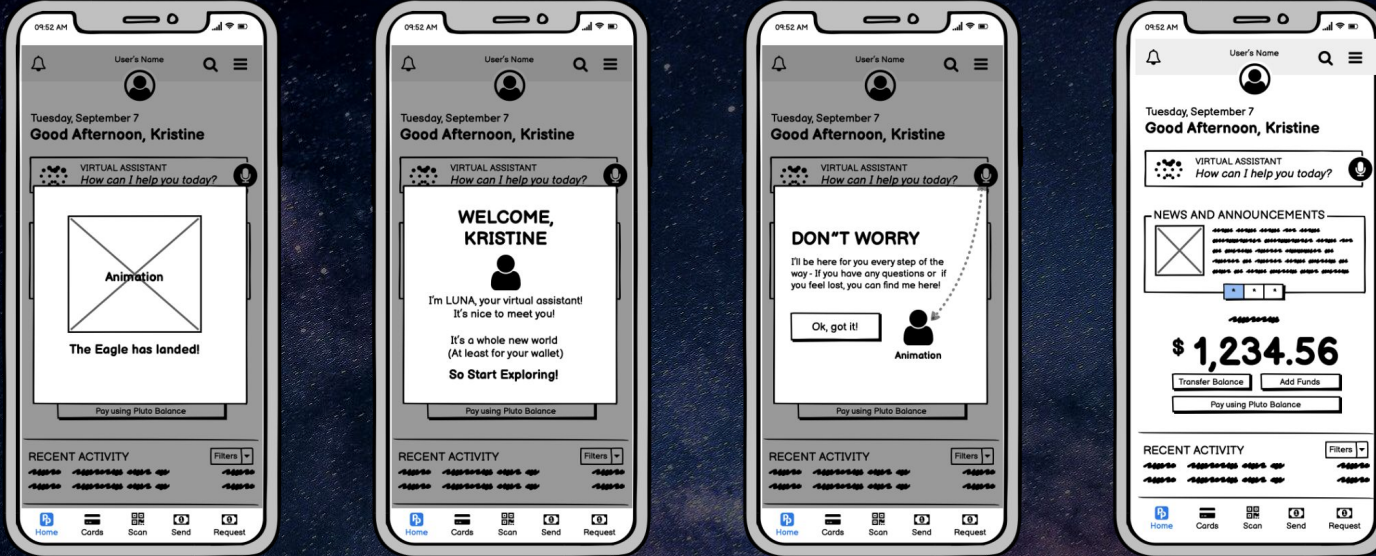 09:52 AM
User's Name
Tuesday, September 7
Good Afternoon, Kristine
VIRTUAL ASSISTANT
How can I help you today?
Animation
The Eagle has landed!
Pay using Pluto Balance
RECENT ACTIVITY
Filters
Home
Cards
Scan
Send
Request
09:52 AM
User's Name
Tuesday, September 7
Good Afternoon, Kristine
VIRTUAL ASSISTANT
How can I help you today?
WELCOME,
KRISTINE
I'm LUNA, your virtual assistant!
It's nice to meet you!
It's a whole new world
(At least for your wallet)
So Start Exploring!
Pay using Pluto Balance
RECENT ACTIVITY
Filters
Home
Cards
Scan
Send
Request
09:52 AM
User's Name
Tuesday, September 7
Good Afternoon, Kristine
VIRTUAL ASSISTANT
How can I help you today?
DON"T WORRY
I'll be here for you every step of the
way - If you have any questions or if
you feel lost, you can find me here!
Ok, got it!
Animation
Pay using Pluto Balance
RECENT ACTIVITY
Filters
Home
Cards
Scan
Send
Request
09:52 AM
User's Name
Tuesday, September 7
Good Afternoon, Kristine
VIRTUAL ASSISTANT
How can I help you today?
NEWS AND ANNOUNCEMENTS
* * *
$ 1,234.56
Transfer Balance
Add Funds
Pay using Pluto Balance
RECENT ACTIVITY
Filters
Home
Cards
Scan
Send
Request